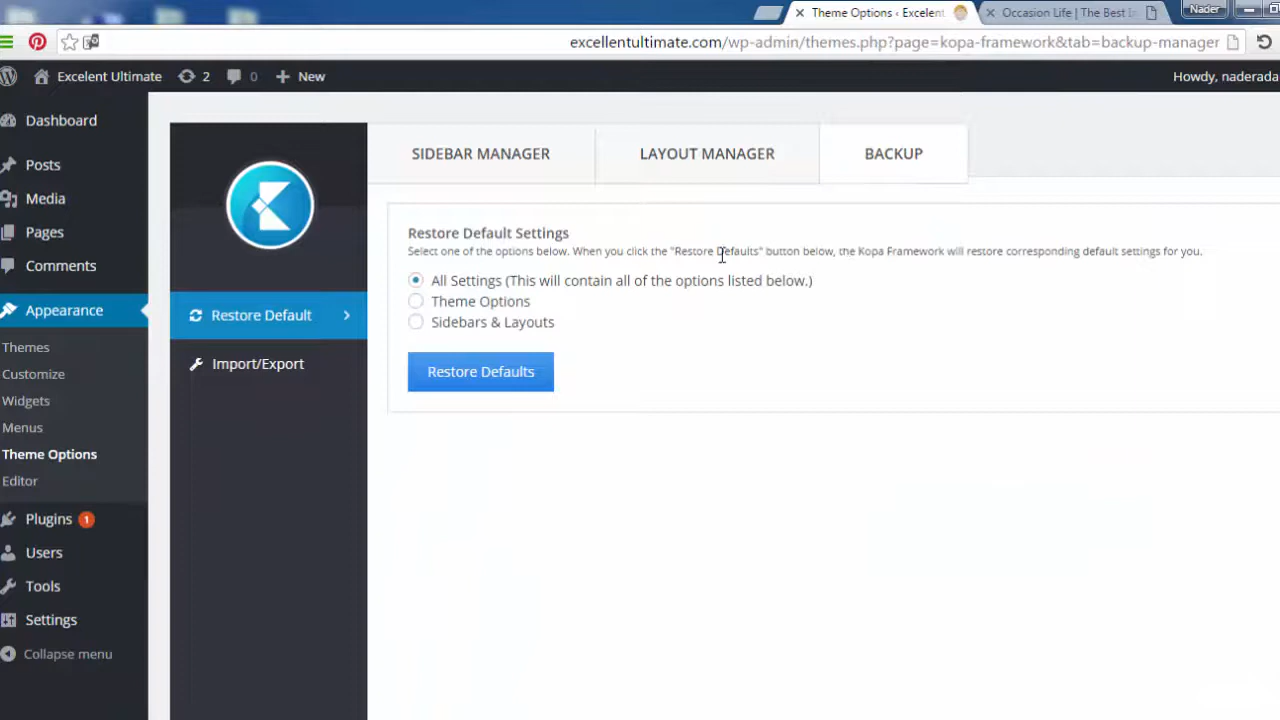 Theme Options ‹ Excellent
Occasion Life | The Best
Nader
excellentultimate.com/wp-admin/themes.php?page=kopa-framework&tab=backup-manager
Excelent Ultimate
2
0
New
Howdy, naderada
Dashboard
Posts
Media
Pages
Comments
Appearance
Themes
Customize
Widgets
Menus
Theme Options
Editor
Plugins 1
Users
Tools
Settings
Collapse menu
Restore Default
Import/Export
SIDEBAR MANAGER
LAYOUT MANAGER
BACKUP
Restore Default Settings
Select one of the options below. When you click the "Restore Defaults" button below, the Kopa Framework will restore corresponding default settings for you.
All Settings (This will contain all of the options listed below.)
Theme Options
Sidebars & Layouts
Restore Defaults